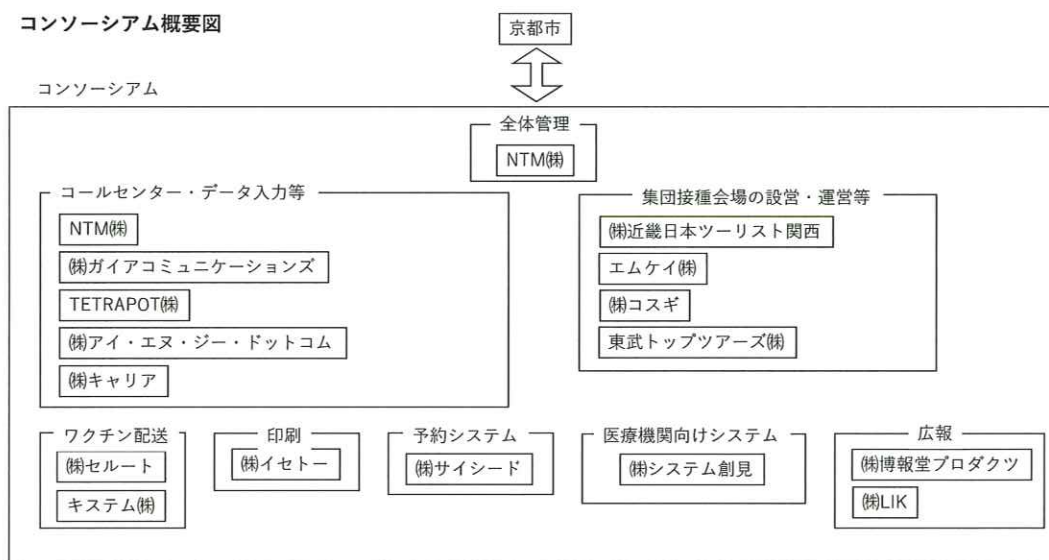 コンソーシアム概要図
京都市
コンソーシアム
全体管理
NTM㈱
コールセンター・データ入力等
NTM㈱
㈱ガイアコミュニケーションズ
TETRAPOT㈱
㈱アイ・エヌ・ジー・ドットコム
㈱キャリア
集団接種会場の設営・運営等
㈱近畿日本ツーリスト関西
エムケイ㈱
㈱コスギ
東武トップツアーズ㈱
ワクチン配送
㈱セルート
キステム㈱
印刷
㈱イセトー
予約システム
㈱サイシード
医療機関向けシステム
㈱システム創見
広報
㈱博報堂プロダクツ
㈱LIK